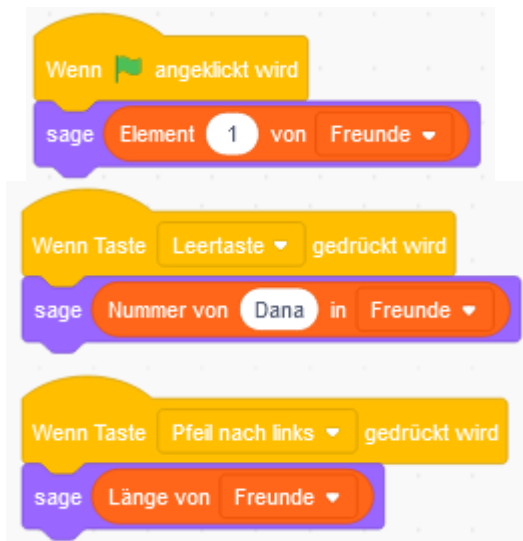 Wenn angeklickt wird
sage Element 1 von Freunde
Wenn Taste Leertaste gedrückt wird
sage Nummer von Dana in Freunde
Wenn Taste Pfeil nach links gedrückt wird
sage Länge von Freunde